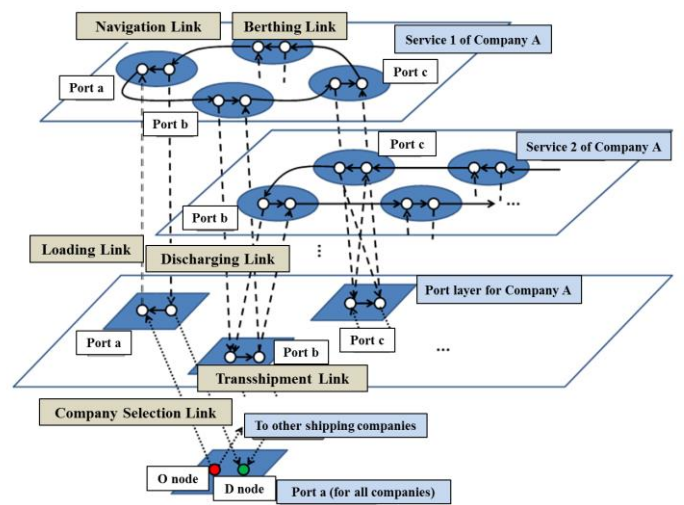 Navigation Link
Berthing Link
Service 1 of Company A
Port a
Port c
Port b
Port c
Service 2 of Company A
Port b
Loading Link
Discharging Link
...
Port layer for Company A
Port a
Port b
Port c
...
Transshipment Link
Company Selection Link
To other shipping companies
O node
D node
Port a (for all companies)